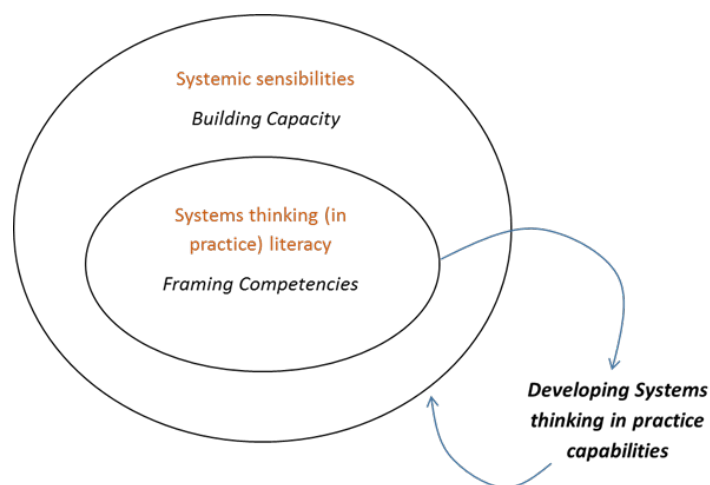 Systemic sensibilities
Building Capacity
Systems thinking (in
practice) literacy
Framing Competencies
Developing Systems
thinking in practice
capabilities